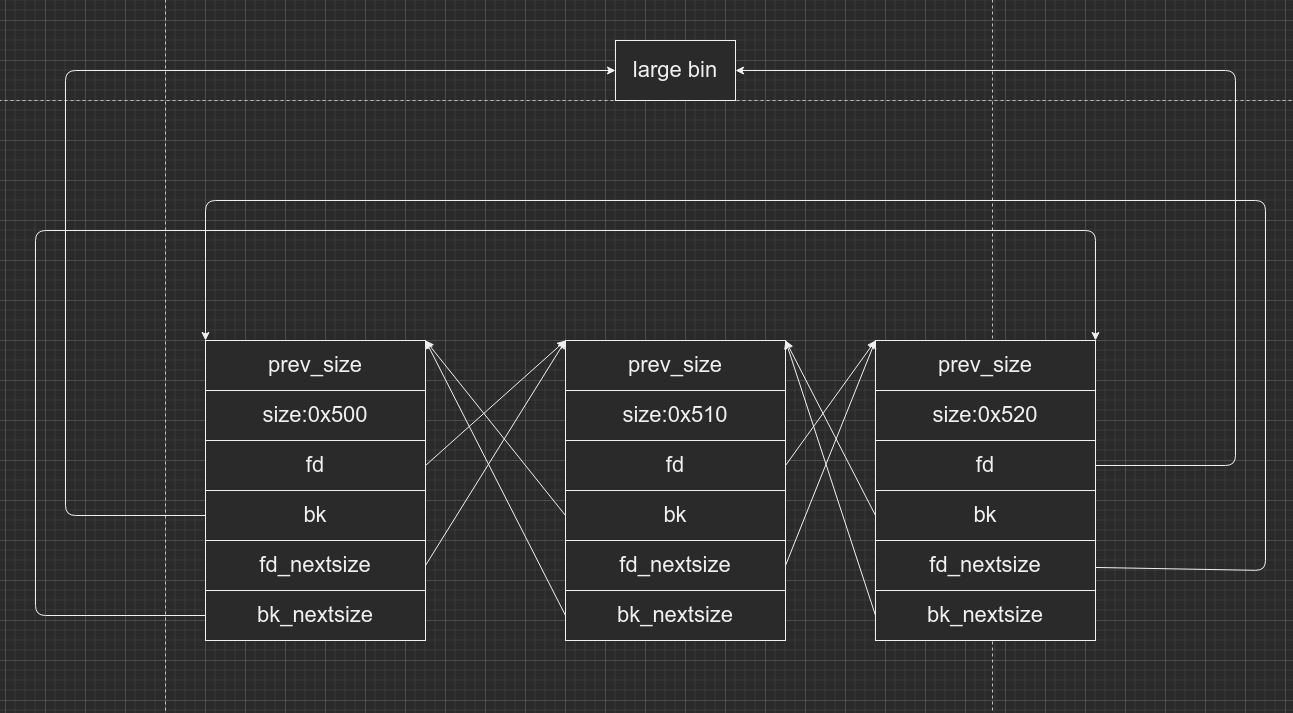 large bin
prev_size
size:0x500
fd
bk
fd_nextsize
bk_nextsize
prev_size
size:0x510
fd
bk
fd_nextsize
bk_nextsize
prev_size
size:0x520
fd
bk
fd_nextsize
bk_nextsize